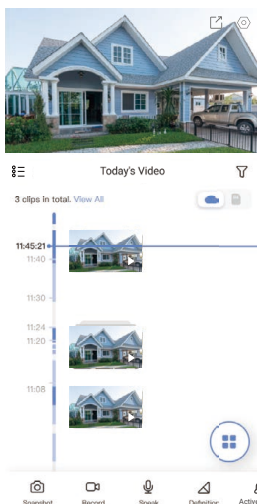 Today's Video
3 clips in total. View All
11:45:21
11:40
11:30
11:24
11:20
11:08
Snapshot Record Speak Definition